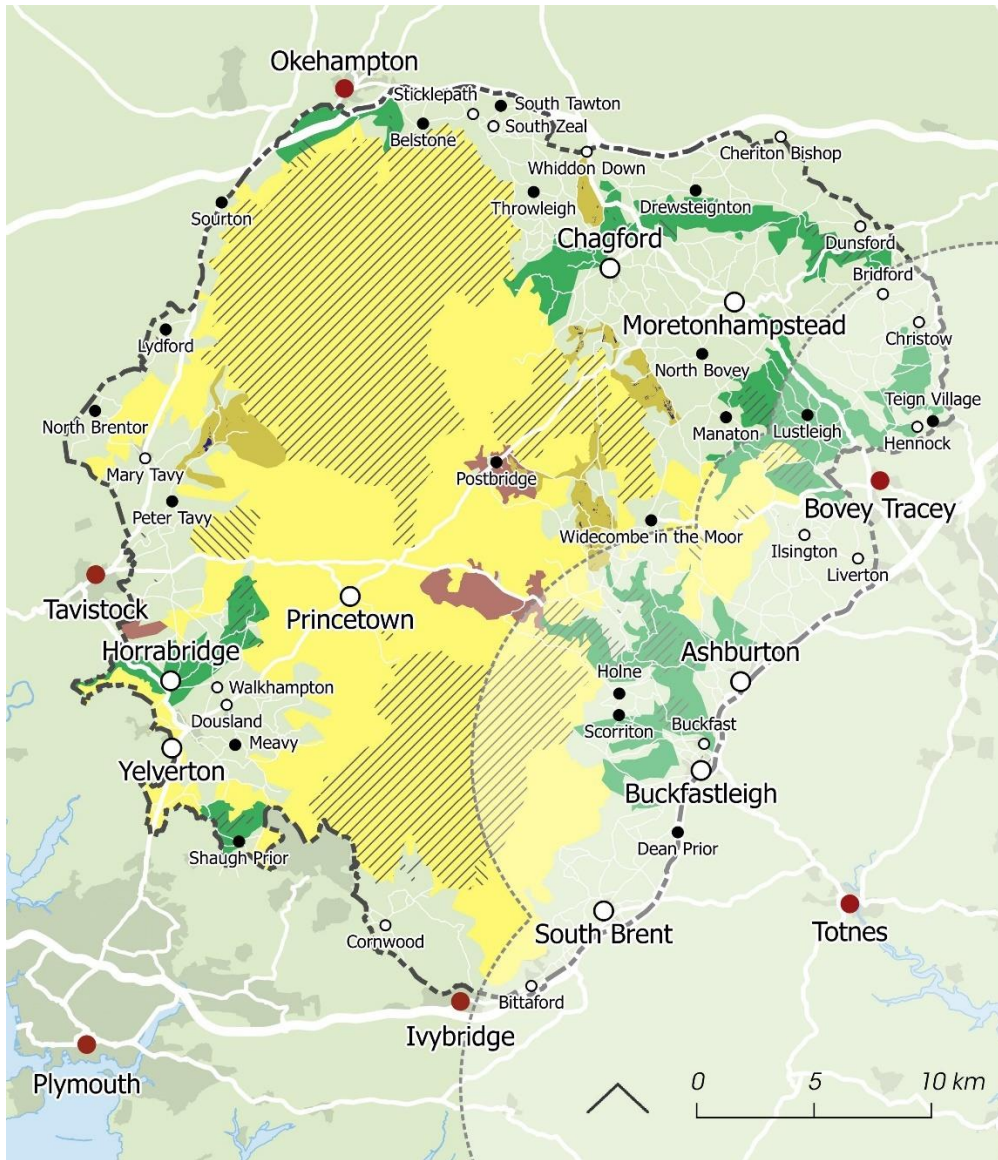 Okehampton
Sticklepath
South Tawton
Belstone
South Zeal
Cheriton Bishop
Whiddon Down
Throwleigh
Drewsteignton
Sourton
Chagford
Dunsford
Bridford
Moretonhampstead
Christow
Lydford
North Bovey
Teign Village
North Brentor
Manaton
Lustleigh
Hennock
Mary Tavy
Postbridge
Bovey Tracey
Peter Tavy
Widecombe in the Moor
Ilsington
Liverton
Tavistock
Princetown
Horrabridge
Ashburton
Holne
Walkhampton
Dousland
Scorriton
Buckfast
Meavy
Yelverton
Buckfastleigh
Dean Prior
Shaugh Prior
South Brent
Totnes
Cornwood
Bittaford
Ivybridge
Plymouth
0 5 10 km